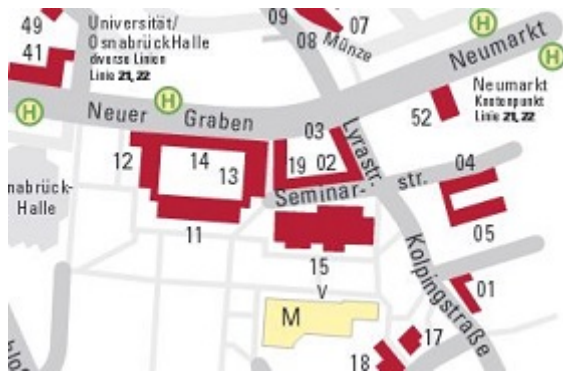 49
41
Universität/
OsnabrückHalle
diverse Linien
Linie 21, 22
09
07
08 Münze
H
Neumarkt
H
Neumarkt
Knotenpunkt
Linie 21, 22
H
H
Neuer Graben
52
03
Lyrastr.
12
14
13
19 02
04
Seminar- str.
nabrück-
Halle
11
05
15
V
Kolpingstraße
01
M
17
18
hlo